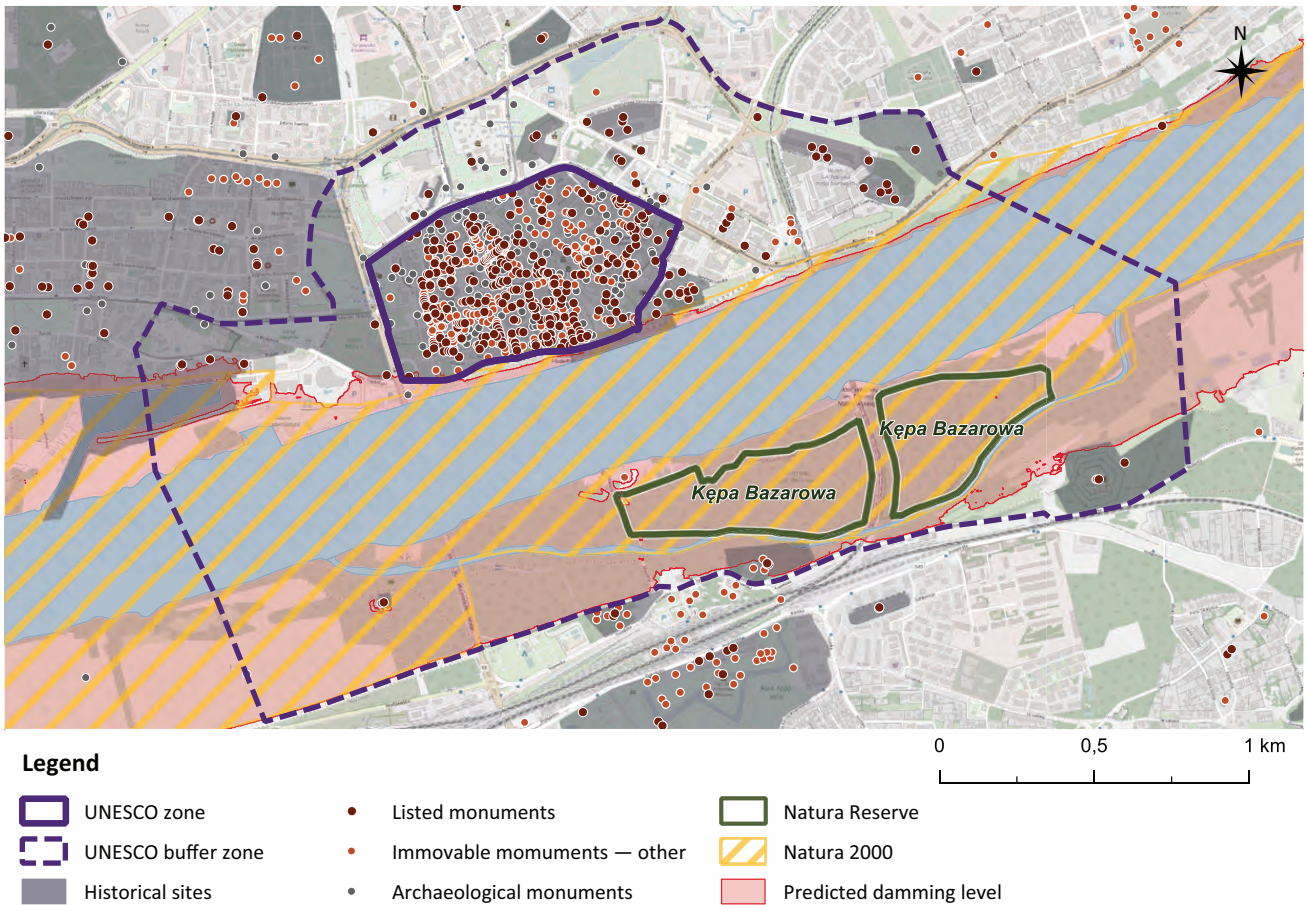 N
Kępa Bazarowa
Kępa Bazarowa
0 0,5 1 km
Legend
UNESCO zone
UNESCO buffer zone
Historical sites
Listed monuments
Immovable momuments — other
Archaeological monuments
Natura Reserve
Natura 2000
Predicted damming level